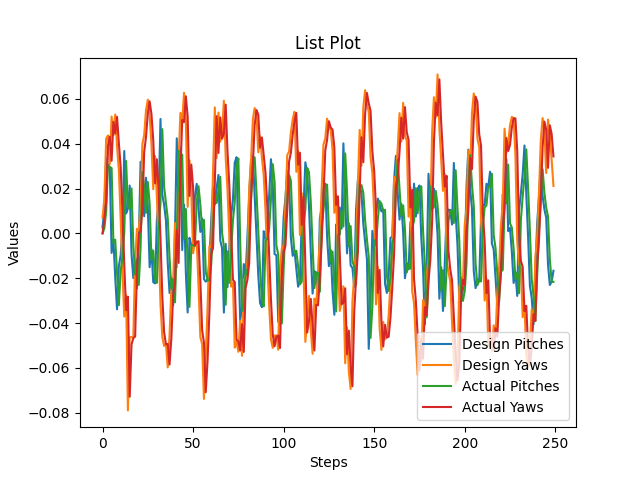 List Plot
Values
0.06
0.04
0.02
0.00
−0.02
−0.04
−0.06
−0.08
Design Pitches
Design Yaws
Actual Pitches
Actual Yaws
0
50
100
150
200
250
Steps